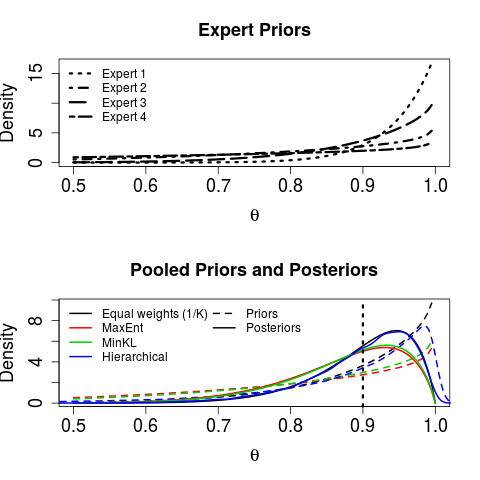 Expert Priors
Density
15
5
0
Expert 1
Expert 2
Expert 3
Expert 4
0.5 0.6 0.7 0.8 0.9 1.0
θ
Pooled Priors and Posteriors
Density
8
4
0
Equal weights (1/K)
MaxEnt
MinKL
Hierarchical
Priors
Posteriors
0.5 0.6 0.7 0.8 0.9 1.0
θ